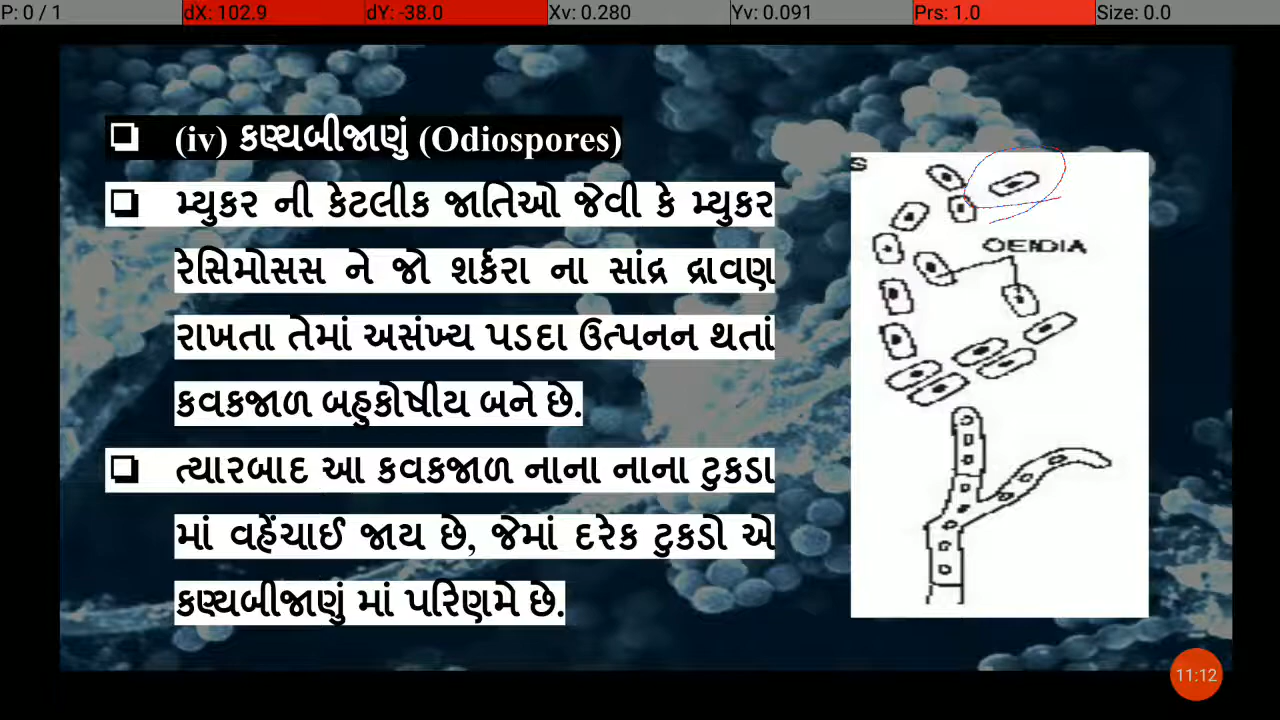 P: 0 / 1 dX: 102.9 dY: -38.0 Xv: 0.280 Yv: 0.091 Prs: 1.0 Size: 0.0
(iv) કણ્યબીજાણું (Odiospores)
મ્યુકર ની કેટલીક જાતિઓ જેવી કે મ્યુકર
રેસિમોસસ ને જો શર્કરા ના સાંદ્ર દ્રાવણ
રાખતા તેમાં અસંખ્ય પડદા ઉત્પનન થતાં
કવકજાળ બહુકોષીય બને છે.
ત્યારબાદ આ કવકજાળ નાના નાના ટુકડા
માં વહેંચાઈ જાય છે, જેમાં દરેક ટુકડો એ
કણ્યબીજાણું માં પરિણમે છે.
S
OEIDIA
11:12